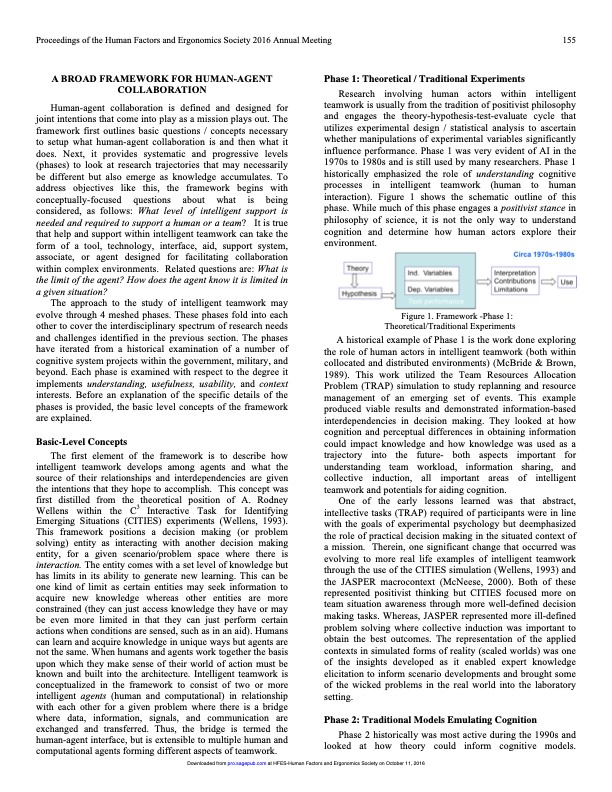 Proceedings of the Human Factors and Ergonomics Society 2016 Annual Meeting
155
A BROAD FRAMEWORK FOR HUMAN-AGENT
COLLABORATION
Human-agent collaboration is defined and designed for
joint intentions that come into play as a mission plays out. The
framework first outlines basic questions / concepts necessary
to setup what human-agent collaboration is and then what it
does. Next, it provides systematic and progressive levels
(phases) to look at research trajectories that may necessarily
be different but also emerge as knowledge accumulates. To
address objectives like this, the framework begins with
conceptually-focused questions about what is being
considered, as follows: What level of intelligent support is
needed and required to support a human or a team? It is true
that help and support within intelligent teamwork can take the
form of a tool, technology, interface, aid, support system,
associate, or agent designed for facilitating collaboration
within complex environments. Related questions are: What is
the limit of the agent? How does the agent know it is limited in
a given situation?
The approach to the study of intelligent teamwork may
evolve through 4 meshed phases. These phases fold into each
other to cover the interdisciplinary spectrum of research needs
and challenges identified in the previous section. The phases
have iterated from a historical examination of a number of
cognitive system projects within the government, military, and
beyond. Each phase is examined with respect to the degree it
implements understanding, usefulness, usability, and context
interests. Before an explanation of the specific details of the
phases is provided, the basic level concepts of the framework
are explained.
Basic-Level Concepts
The first element of the framework is to describe how
intelligent teamwork develops among agents and what the
source of their relationships and interdependencies are given
the intentions that they hope to accomplish. This concept was
first distilled from the theoretical position of A. Rodney
Wellens within the C3 Interactive Task for Identifying
Emerging Situations (CITIES) experiments (Wellens, 1993).
This framework positions a decision making (or problem
solving) entity as interacting with another decision making
entity, for a given scenario/problem space where there is
interaction. The entity comes with a set level of knowledge but
has limits in its ability to generate new learning. This can be
one kind of limit as certain entities may seek information to
acquire new knowledge whereas other entities are more
constrained (they can just access knowledge they have or may
be even more limited in that they can just perform certain
actions when conditions are sensed, such as in an aid). Humans
can learn and acquire knowledge in unique ways but agents are
not the same. When humans and agents work together the basis
upon which they make sense of their world of action must be
known and built into the architecture. Intelligent teamwork is
conceptualized in the framework to consist of two or more
intelligent agents (human and computational) in relationship
with each other for a given problem where there is a bridge
where data, information, signals, and communication are
exchanged and transferred. Thus, the bridge is termed the
human-agent interface, but is extensible to multiple human and
computational agents forming different aspects of teamwork.
Phase 1: Theoretical / Traditional Experiments
Research involving human actors within intelligent
teamwork is usually from the tradition of positivist philosophy
and engages the theory-hypothesis-test-evaluate cycle that
utilizes experimental design / statistical analysis to ascertain
whether manipulations of experimental variables significantly
influence performance. Phase 1 was very evident of AI in the
1970s to 1980s and is still used by many researchers. Phase 1
historically emphasized the role of understanding cognitive
processes in intelligent teamwork (human to human
interaction). Figure 1 shows the schematic outline of this
phase. While much of this phase engages a positivist stance in
philosophy of science, it is not the only way to understand
cognition and determine how human actors explore their
environment.
Circa 1970s-1980s
Theory
Hypothesis
Ind. Variables
Dep. Variables
Task performance
Interpretation
Contributions
Limitations
Use
Figure 1. Framework -Phase 1:
Theoretical/Traditional Experiments
A historical example of Phase 1 is the work done exploring
the role of human actors in intelligent teamwork (both within
collocated and distributed environments) (McBride & Brown,
1989). This work utilized the Team Resources Allocation
Problem (TRAP) simulation to study replanning and resource
management of an emerging set of events. This example
produced viable results and demonstrated information-based
interdependencies in decision making. They looked at how
cognition and perceptual differences in obtaining information
could impact knowledge and how knowledge was used as a
trajectory into the future- both aspects important for
understanding team workload, information sharing, and
collective induction, all important areas of intelligent
teamwork and potentials for aiding cognition.
One of the early lessons learned was that abstract,
intellective tasks (TRAP) required of participants were in line
with the goals of experimental psychology but deemphasized
the role of practical decision making in the situated context of
a mission. Therein, one significant change that occurred was
evolving to more real life examples of intelligent teamwork
through the use of the CITIES simulation (Wellens, 1993) and
the JASPER macrocontext (McNeese, 2000). Both of these
represented positivist thinking but CITIES focused more on
team situation awareness through more well-defined decision
making tasks. Whereas, JASPER represented more ill-defined
problem solving where collective induction was important to
obtain the best outcomes. The representation of the applied
contexts in simulated forms of reality (scaled worlds) was one
of the insights developed as it enabled expert knowledge
elicitation to inform scenario developments and brought some
of the wicked problems in the real world into the laboratory
setting.
Phase 2: Traditional Models Emulating Cognition
Phase 2 historically was most active during the 1990s and
looked at how theory could inform cognitive models.
Downloaded from pro.sagepub.com at HFES-Human Factors and Ergonomics Society on October 11, 2016